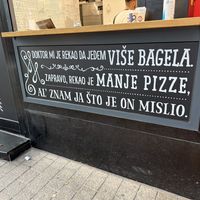 DOKTOR MI JE REKAO DA JEDEM VIŠE BAGELA.
ZAPRAVO, REKAO JE MANJE PIZZE,
AL' ZNAM JA ŠTO JE ON MISLIO.